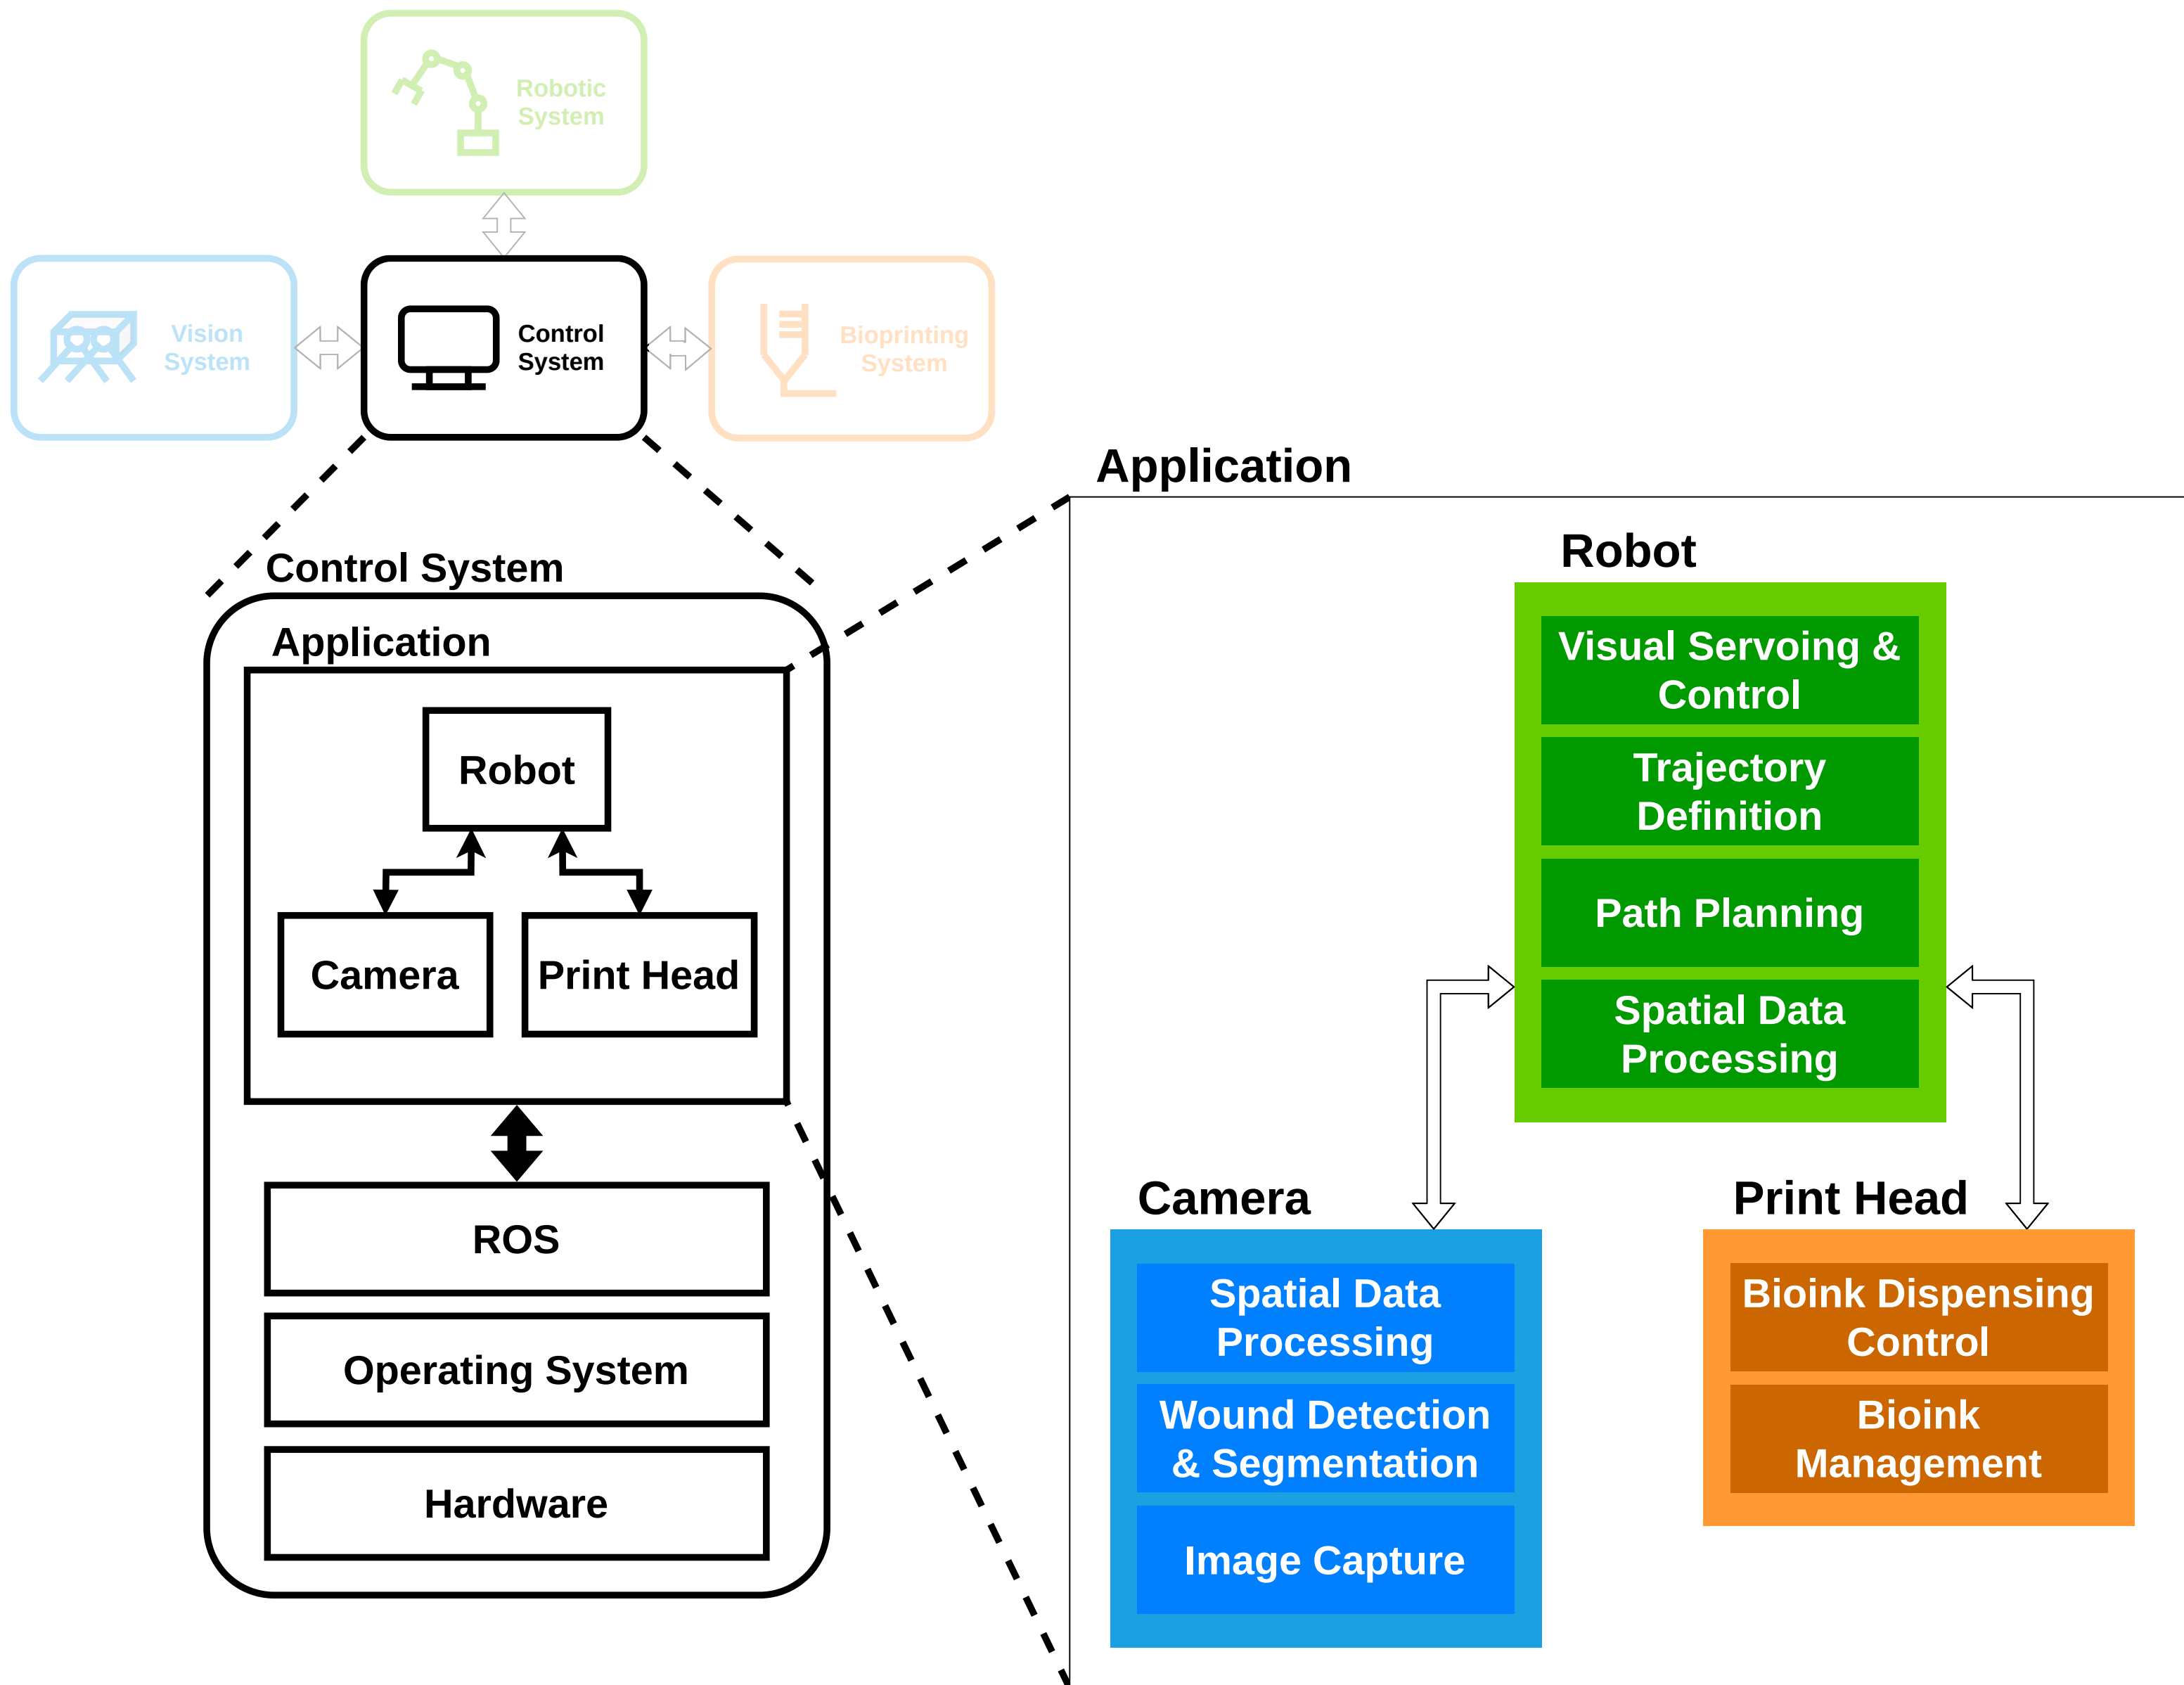 Robotic
System
Vision
System
Control
System
Bioprinting
System
Control System
Application
Robot
Camera
Print Head
ROS
Operating System
Hardware
Application
Robot
Visual Servoing &
Control
Trajectory
Definition
Path Planning
Spatial Data
Processing
Camera
Spatial Data
Processing
Wound Detection
& Segmentation
Image Capture
Print Head
Bioink Dispensing
Control
Bioink
Management